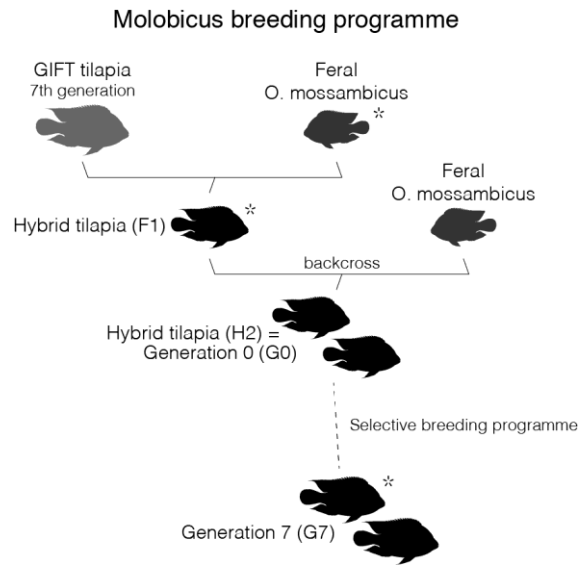 Molobicus breeding programme
GIFT tilapia
7th generation
Feral
O. mossambicus
*
Feral
O. mossambicus
Hybrid tilapia (F1)
*
backcross
Hybrid tilapia (H2) =
Generation 0 (G0)
Selective breeding programme
*
Generation 7 (G7)